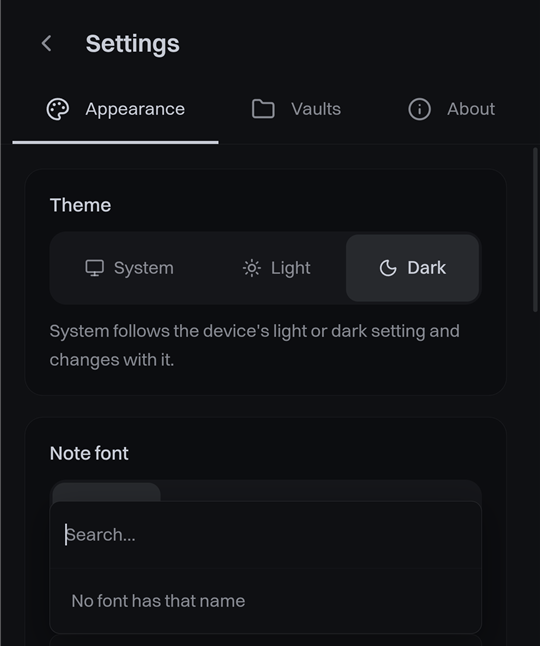 Settings
Appearance
Vaults
About
Theme
System
Light
Dark
System follows the device's light or dark setting and
changes with it.
Note font
Search...
No font has that name